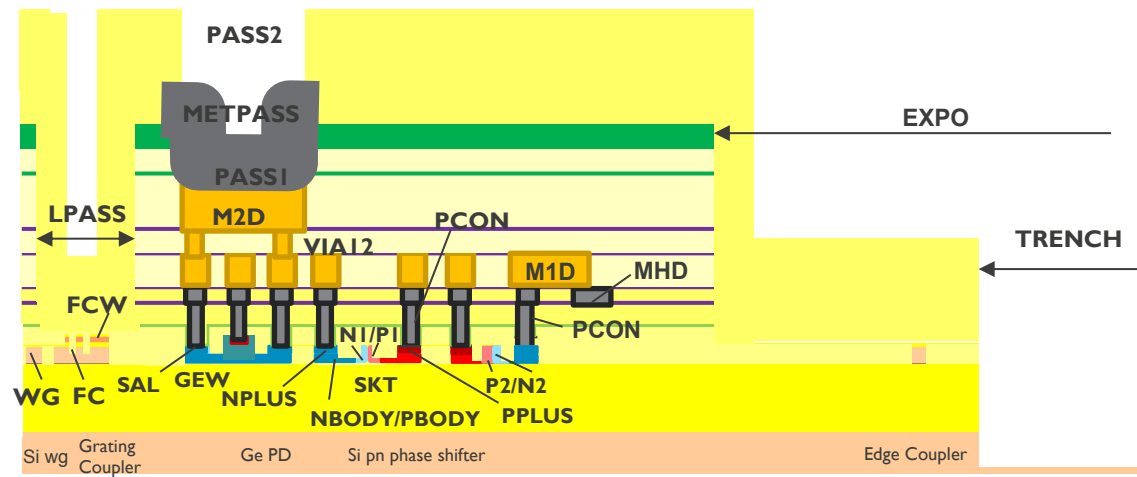 PASS2
METPASS
EXPO
PASS1
LPASS
M2D
PCON
TRENCH
VIA12
M1D
MHD
FCW
N1/P1
PCON
SAL
GEW
SKT
P2/N2
WG
FC
NPLUS
NBODY/PBODY
PPLUS
Si wg
Grating
Coupler
Ge PD
Si pn phase shifter
Edge Coupler